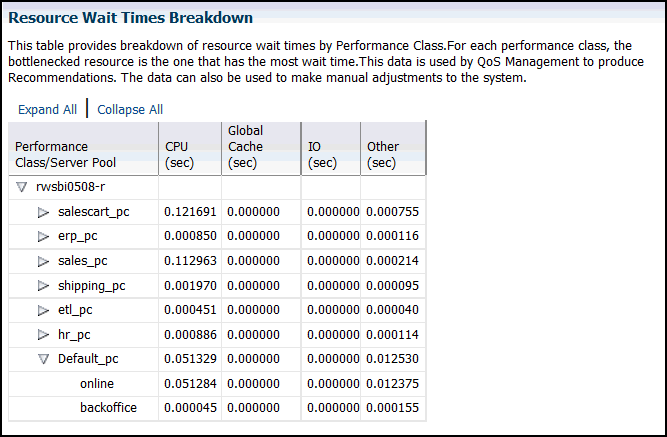 Resource Wait Times Breakdown
This table provides breakdown of resource wait times by Performance Class.For each performance class, the
bottlenecked resource is the one that has the most wait time.This data is used by QoS Management to produce
Recommendations. The data can also be used to make manual adjustments to the system.
Expand All | Collapse All
Performance Class/Server Pool CPU (sec) Global Cache (sec) IO (sec) Other (sec)
rwsbi0508-r
salescart_pc 0.121691 0.000000 0.000000 0.000755
erp_pc 0.000850 0.000000 0.000000 0.000116
sales_pc 0.112963 0.000000 0.000000 0.000214
shipping_pc 0.001970 0.000000 0.000000 0.000095
etl_pc 0.000451 0.000000 0.000000 0.000040
hr_pc 0.000886 0.000000 0.000000 0.000114
Default_pc 0.051329 0.000000 0.000000 0.012530
online 0.051284 0.000000 0.000000 0.012375
backoffice 0.000045 0.000000 0.000000 0.000155